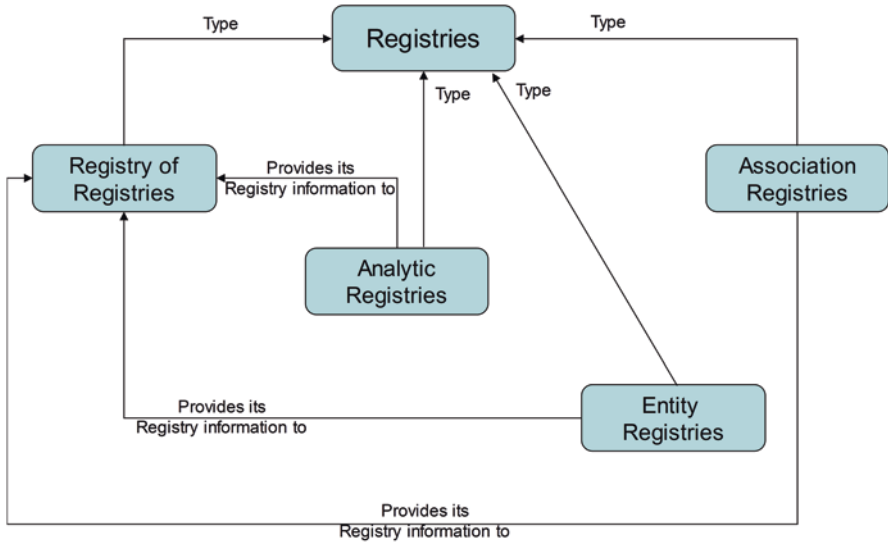 Type
Registries
Type
Type
Type
Registry of
Registries
Provides its
Registry information to
Association
Registries
Analytic
Registries
Provides its
Registry information to
Entity
Registries
Provides its
Registry information to